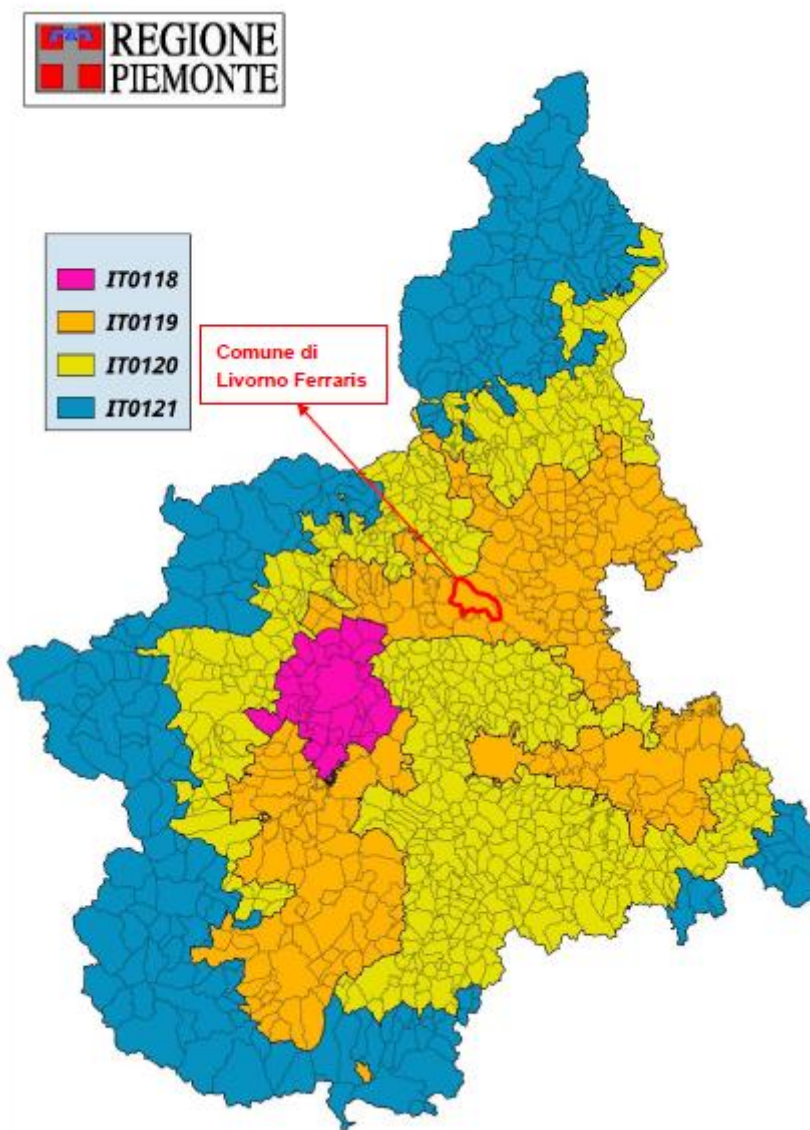 REGIONE
PIEMONTE
IT0118
IT0119
IT0120
IT0121
Comune di
Livorno Ferraris